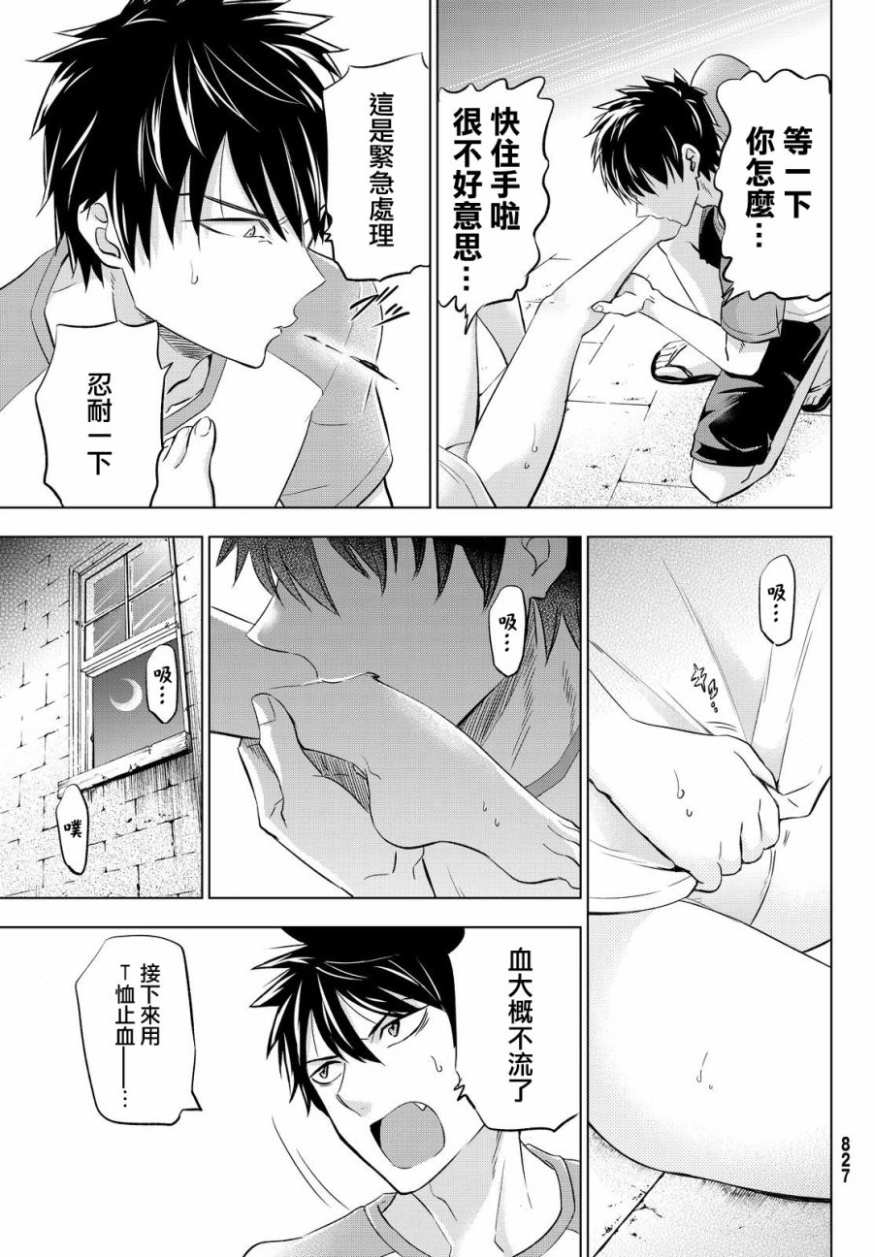 等一下
你怎麼…
快住手啦
很不好意思…
這是緊急處理
忍耐一下
吸…
吸…
吸…
噗
血大概不流了
接下來用
T恤止血——…
827